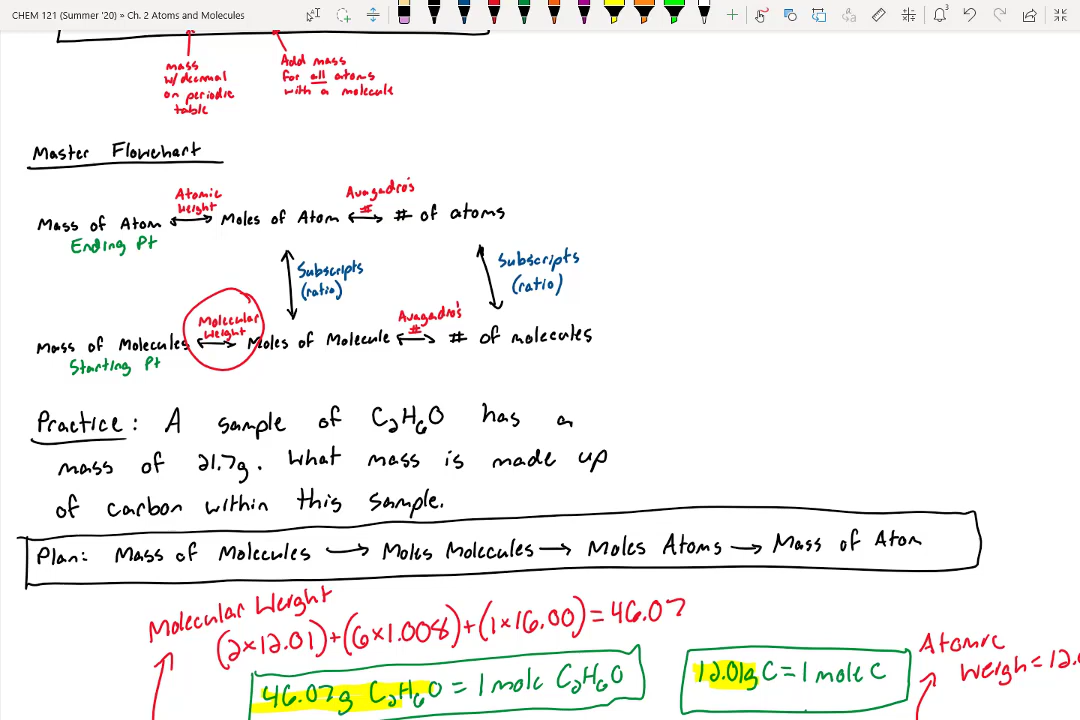 CHEM 121 (Summer '20) » Ch. 2 Atoms and Molecules
3
mass
w/ decimal
on periodic
table
Add mass
for all atoms
with a molecule
Master Flowchart
Mass of Atom
Atomic
Weight
Moles of Atom
Avagadro's
#
# of atoms
Ending Pt
Subscripts
(ratio)
Subscripts
(ratio)
Mass of Molecules
Molecular
Weight
Moles of Molecule
Avagadro's
#
# of molecules
Starting Pt
Practice: A sample of C2H6O has a
mass of 21.7g. What mass is made up
of carbon within this sample.
Plan: Mass of Molecules → Moles Molecules → Moles Atoms → Mass of Atom
Molecular Weight
(2×12.01)+(6×1.008)+(1×16.00)=46.07
46.07g C2H6O = 1 mole C2H6O
12.01g C = 1 mole C
Atomic
Weigh=12.0